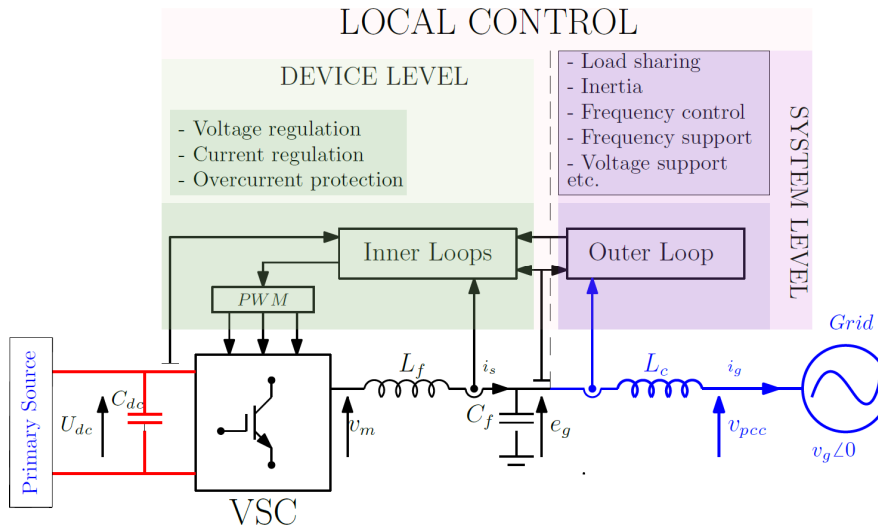 LOCAL CONTROL
DEVICE LEVEL
- Voltage regulation
- Current regulation
- Overcurrent protection
- Load sharing
- Inertia
- Frequency control
- Frequency support
- Voltage support
etc.
SYSTEM LEVEL
Inner Loops
Outer Loop
PWM
Primary Source
U_dc
C_dc
VSC
v_m
L_f
i_s
C_f
e_g
L_c
i_g
v_pcc
Grid
v_g∠0